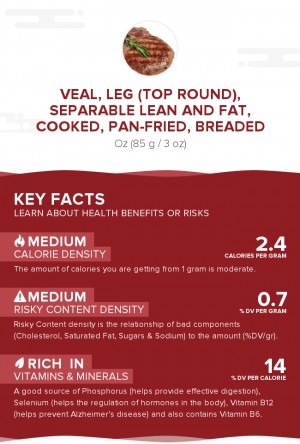 VEAL, LEG (TOP ROUND),
SEPARABLE LEAN AND FAT,
COOKED, PAN-FRIED, BREADED
Oz (85 g / 3 oz)
KEY FACTS
LEARN ABOUT HEALTH BENEFITS OR RISKS
MEDIUM
CALORIE DENSITY
2.4
CALORIES PER GRAM
The amount of calories you are getting from 1 gram is moderate.
MEDIUM
RISKY CONTENT DENSITY
0.7
% DV PER GRAM
Risky Content density is the relationship of bad components
(Cholesterol, Saturated Fat, Sugars & Sodium) to the amount (%DV/gr).
RICH IN
VITAMINS & MINERALS
14
% DV PER CALORIE
A good source of Phosphorus (helps provide effective digestion),
Selenium (helps the regulation of hormones in the body), Vitamin B12
(helps prevent Alzheimer's disease) and also contains Vitamin B6.